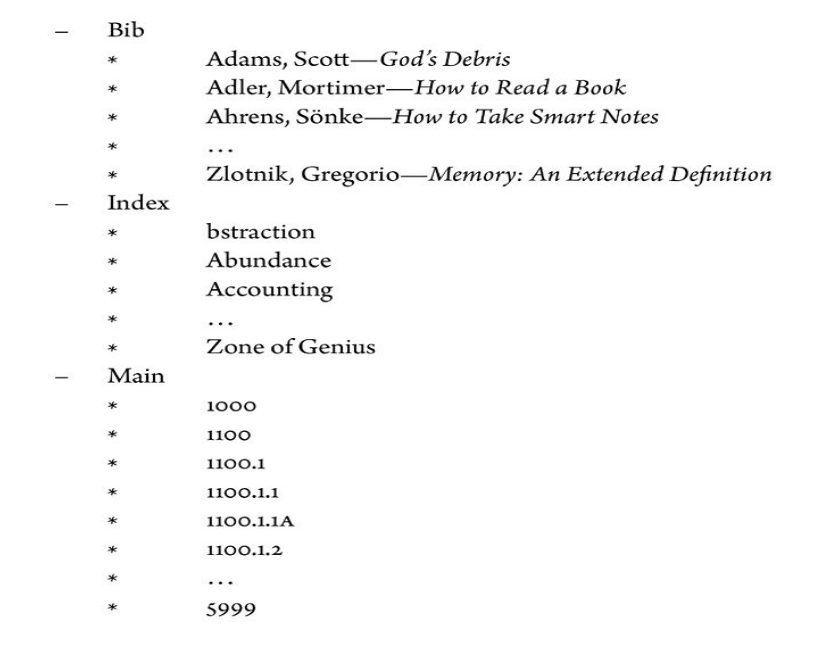 – Bib
* Adams, Scott—God’s Debris
* Adler, Mortimer—How to Read a Book
* Ahrens, Sönke—How to Take Smart Notes
* …
* Zlotnik, Gregorio—Memory: An Extended Definition
– Index
* bstraction
* Abundance
* Accounting
* …
* Zone of Genius
– Main
* 1000
* 1100
* 1100.1
* 1100.1.1
* 1100.1.1A
* 1100.1.2
* …
* 5999